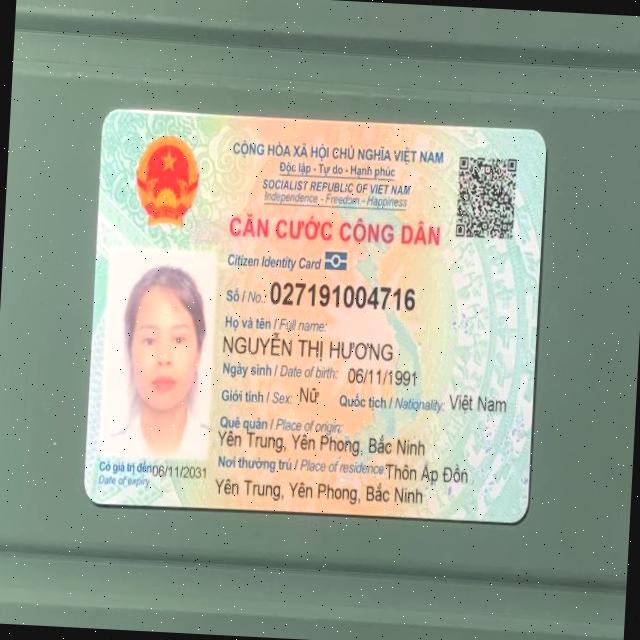 CỘNG HÒA XÃ HỘI CHỦ NGHĨA VIỆT NAM
Độc lập - Tự do - Hạnh phúc
SOCIALIST REPUBLIC OF VIET NAM
Independence - Freedom - Happiness
CĂN CƯỚC CÔNG DÂN
Citizen Identity Card
Số / No.: 027191004716
Họ và tên / Full name:
NGUYỄN THỊ HƯƠNG
Ngày sinh / Date of birth: 06/11/1991
Giới tính / Sex: Nữ Quốc tịch / Nationality: Việt Nam
Quê quán / Place of origin:
Yên Trung, Yên Phong, Bắc Ninh
Nơi thường trú / Place of residence: Thôn Ấp Đồn
Yên Trung, Yên Phong, Bắc Ninh
Có giá trị đến: 06/11/2031
Date of expiry